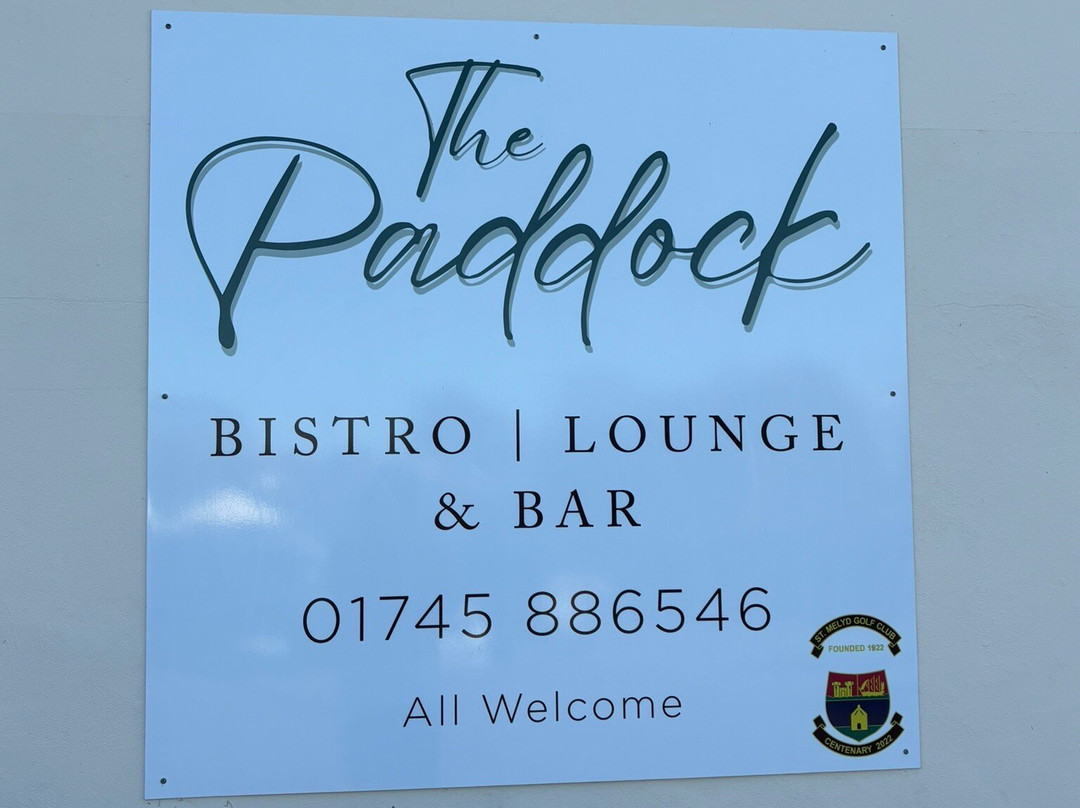 The
Paddock
BISTRO | LOUNGE
& BAR
01745 886546
All Welcome
ST. MELYD GOLF CLUB
FOUNDED 1922
CENTENARY 2022